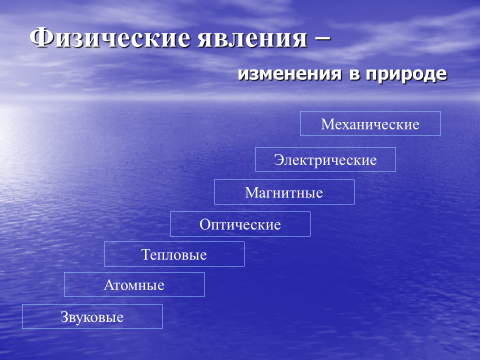 Физические явления –
изменения в природе
Механические
Электрические
Магнитные
Оптические
Тепловые
Атомные
Звуковые